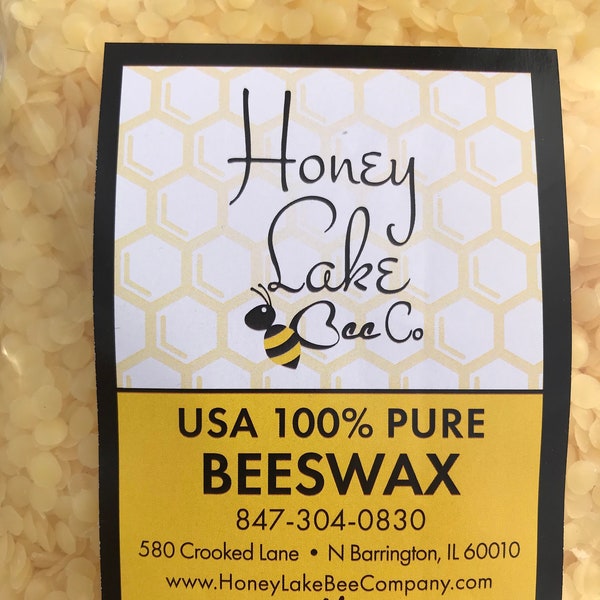 Honey
Lake
Bee Co
USA 100% PURE
BEESWAX
847-304-0830
580 Crooked Lane • N Barrington, IL 60010
www.HoneyLakeBeeCompany.com